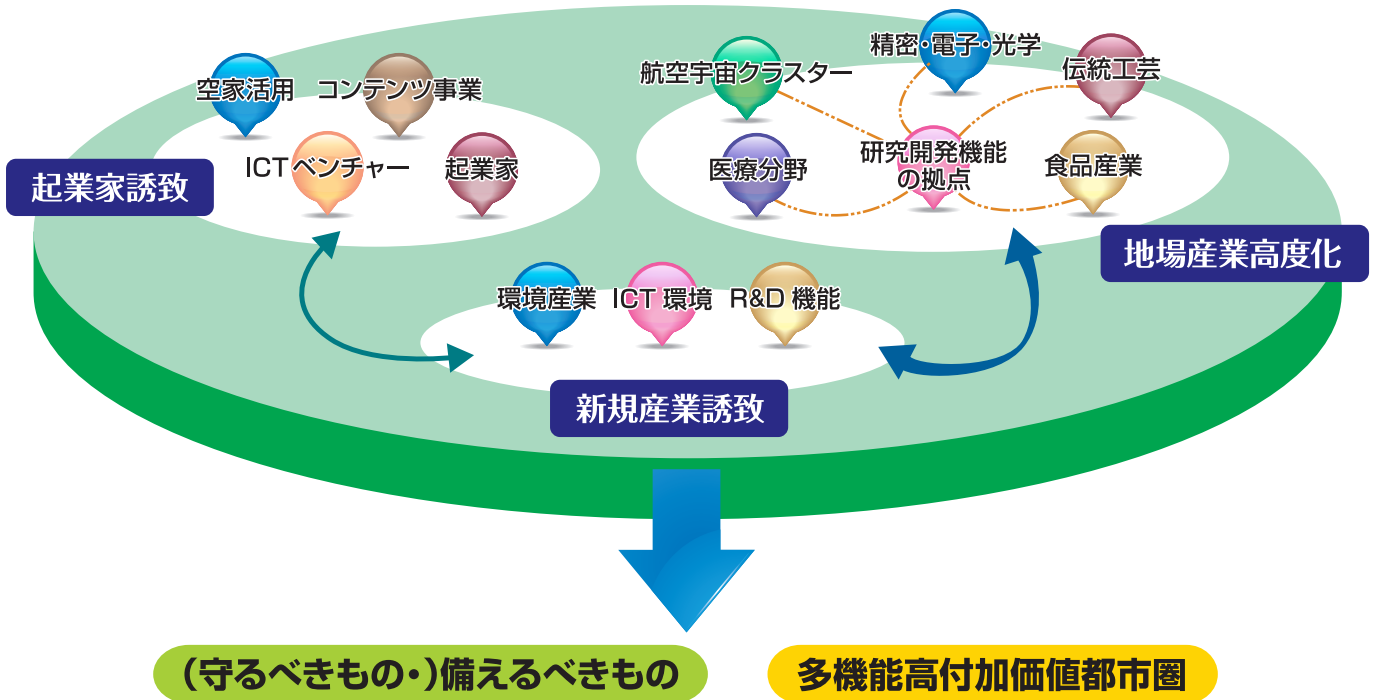 空家活用
コンテンツ事業
ICTベンチャー
起業家
起業家誘致
航空宇宙クラスター
精密・電子・光学
伝統工芸
医療分野
研究開発機能
の拠点
食品産業
地場産業高度化
環境産業
ICT環境
R&D機能
新規産業誘致
(守るべきもの・)備えるべきもの
多機能高付加価値都市圏